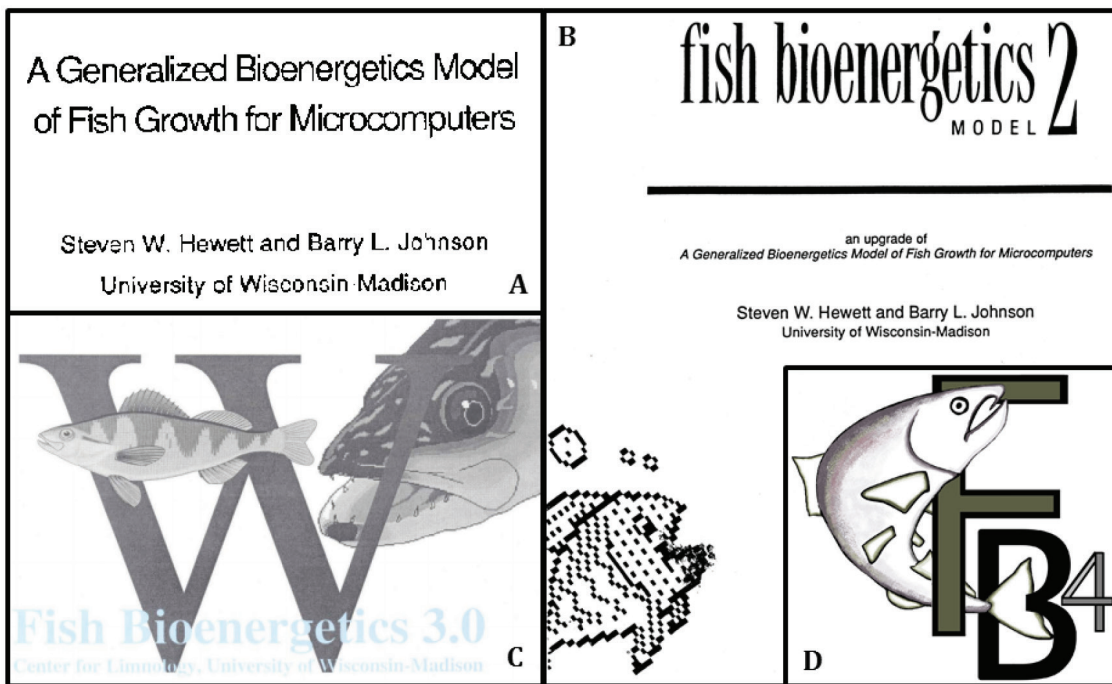 A Generalized Bioenergetics Model
of Fish Growth for Microcomputers
Steven W. Hewett and Barry L. Johnson
University of Wisconsin-Madison
A
B
fish bioenergetics 2
MODEL
an upgrade of
A Generalized Bioenergetics Model of Fish Growth for Microcomputers
Steven W. Hewett and Barry L. Johnson
University of Wisconsin-Madison
W
Fish Bioenergetics 3.0
Center for Limnology, University of Wisconsin-Madison
C
F
B4
D